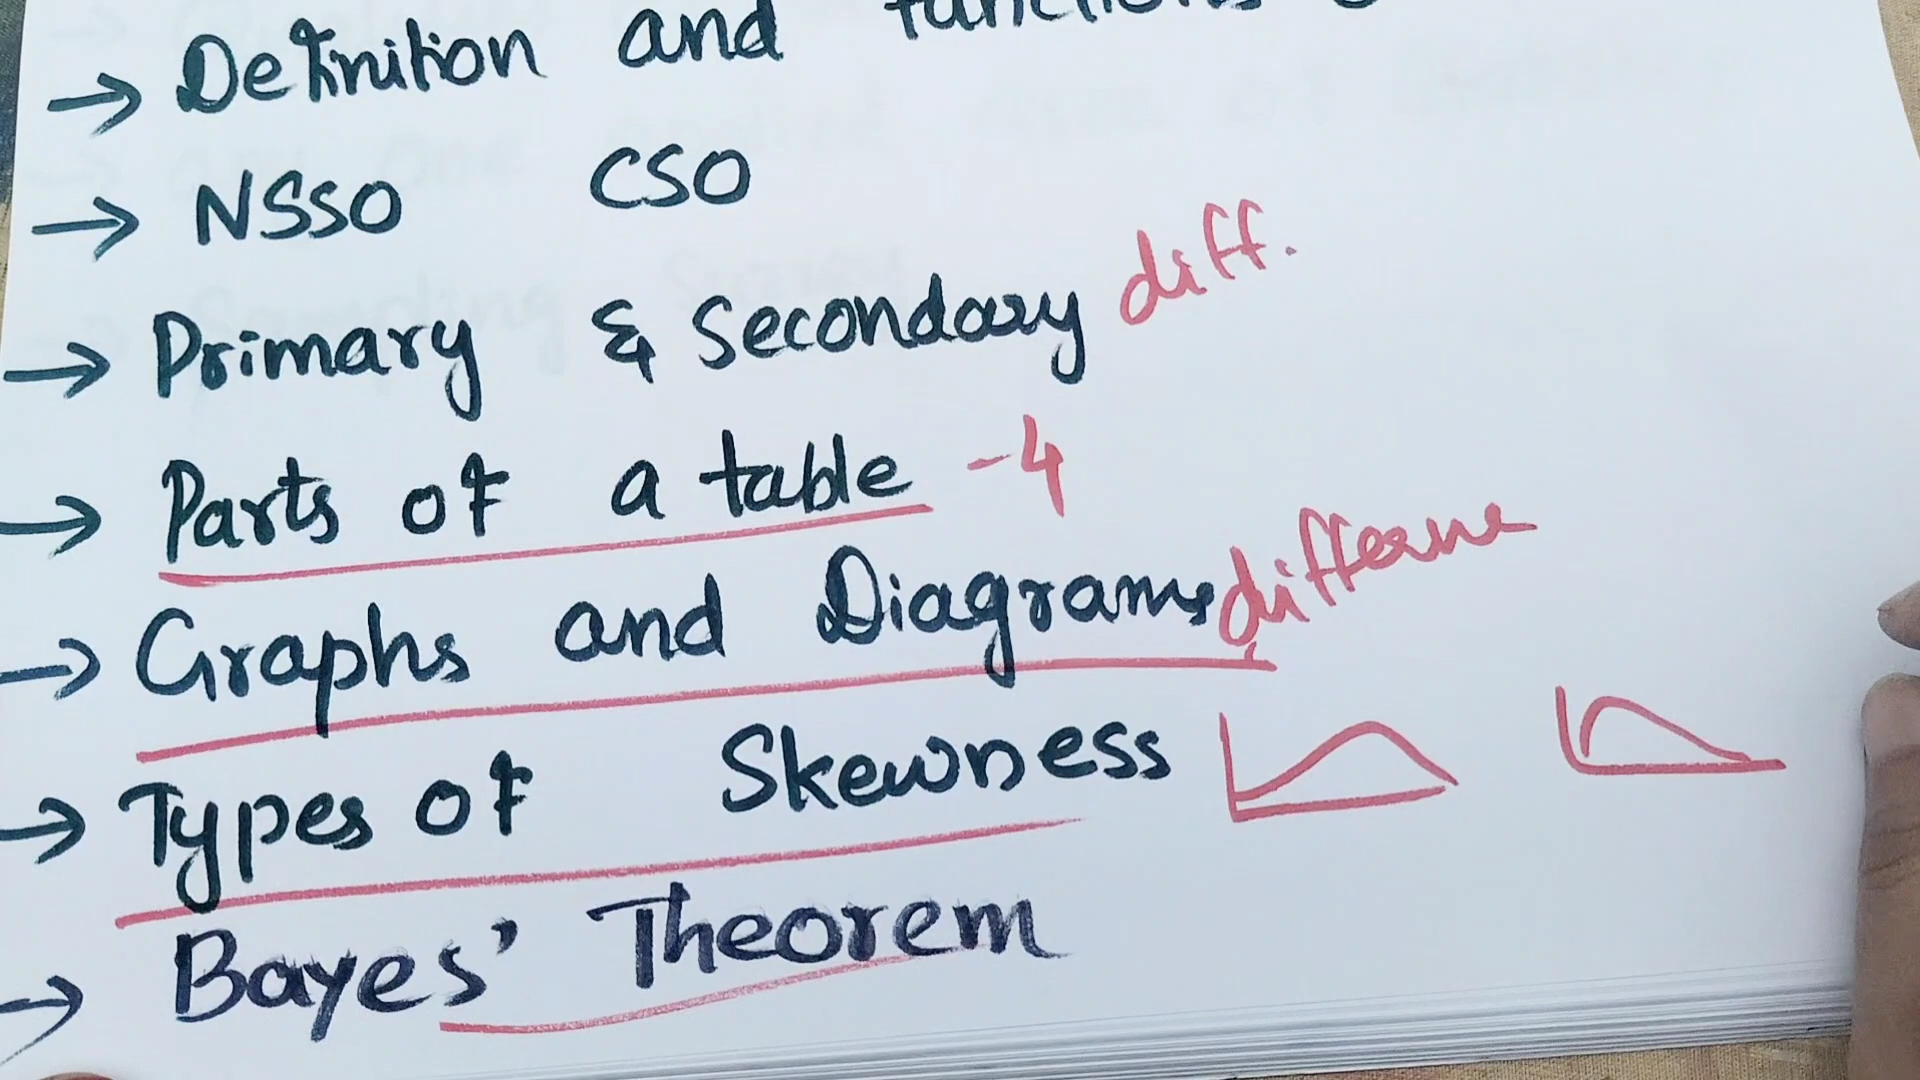 → Definition and functions
→ NSSO CSO
→ Primary & Secondary diff.
→ Parts of a table -4
→ Graphs and Diagrams
→ Types of Skewness
→ Bayes' Theorem